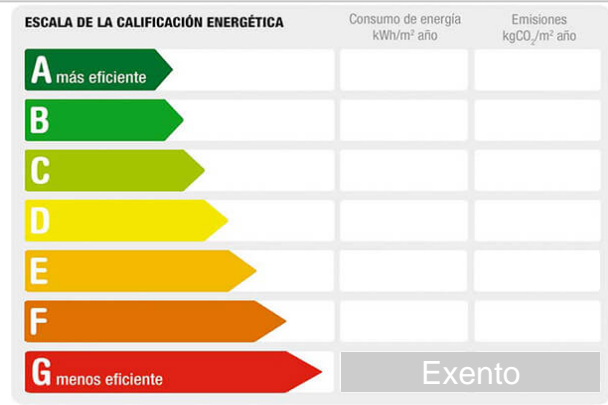 ESCALA DE LA CALIFICACIÓN ENERGÉTICA
Consumo de energía
kWh/m² año
Emisiones
kgCO₂/m² año
A más eficiente
B
C
D
E
F
G menos eficiente
Exento